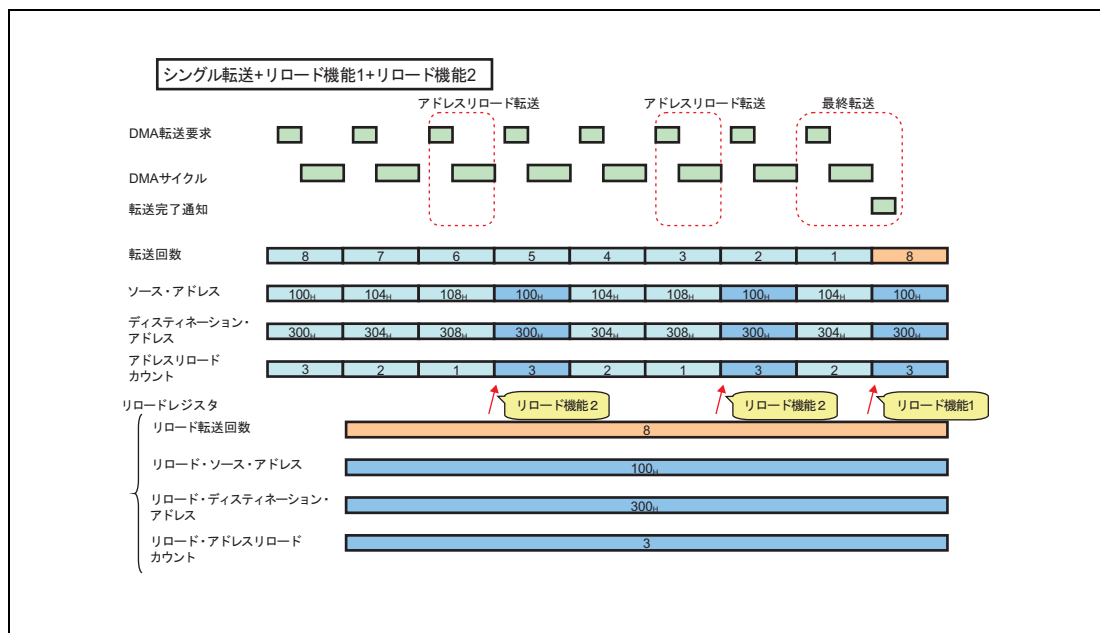 シングル転送+リロード機能1+リロード機能2
アドレスリロード転送 アドレスリロード転送 最終転送
DMA転送要求
DMAサイクル
転送完了通知
転送回数 8 7 6 5 4 3 2 1 8
ソース・アドレス 100H 104H 108H 100H 104H 108H 100H 104H 100H
ディスティネーション・
アドレス 300H 304H 308H 300H 304H 308H 300H 304H 300H
アドレスリロード
カウント 3 2 1 3 2 1 3 2 3
リロード機能2 リロード機能2 リロード機能1
リロードレジスタ
リロード転送回数 8
リロード・ソース・アドレス 100H
リロード・ディスティネーション・
アドレス 300H
リロード・アドレスリロード
カウント 3